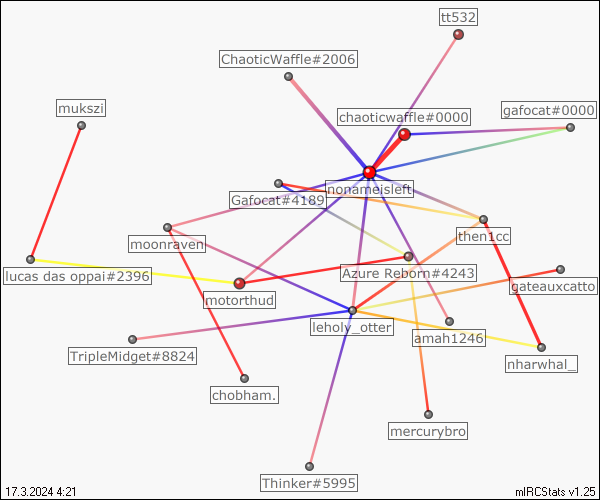 tt532
ChaoticWaffle#2006
mukszi
chaoticwaffle#0000
gafocat#0000
nonameisleft
Gafocat#4189
then1cc
moonraven
lucas das oppai#2396
Azure Rebon#4243
gateauxcatto
motorthud
leholy_otter
amah1246
TripleMidget#8824
nharwhal_
chobham.
mercurybro
Thinker#5995
17.3.2024 4:21
mIRCStats v1.25